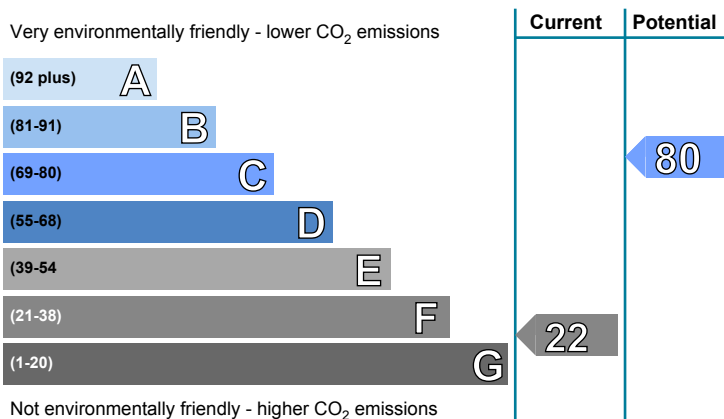 Current Potential
Very environmentally friendly - lower CO₂ emissions
(92 plus) A
(81-91) B
(69-80) C
80
(55-68) D
(39-54 E
(21-38) F
22
(1-20) G
Not environmentally friendly - higher CO₂ emissions